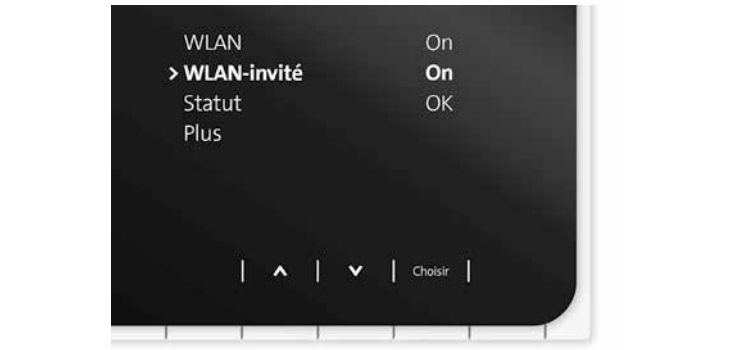 WLAN On
> WLAN-invité On
Statut OK
Plus
Choisir